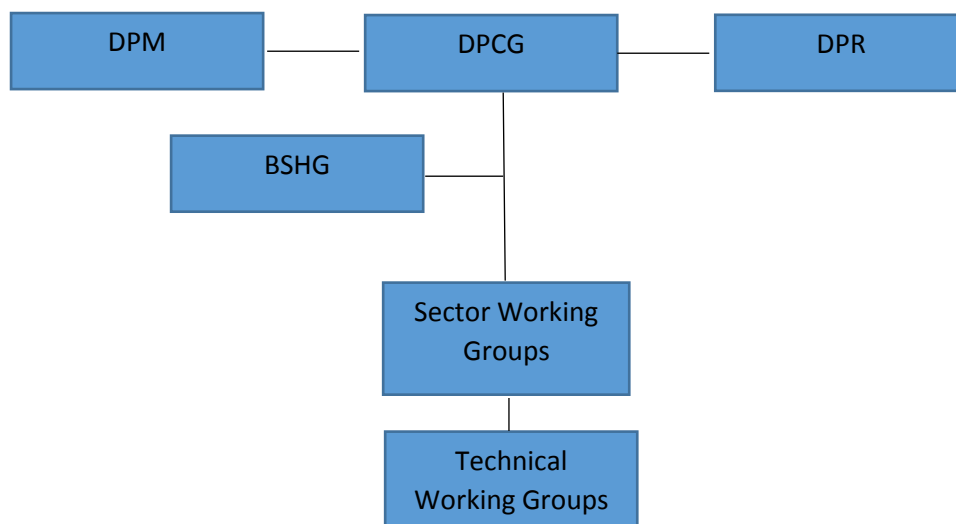 DPM
DPCG
DPR
BSHG
Sector Working
Groups
Technical
Working Groups